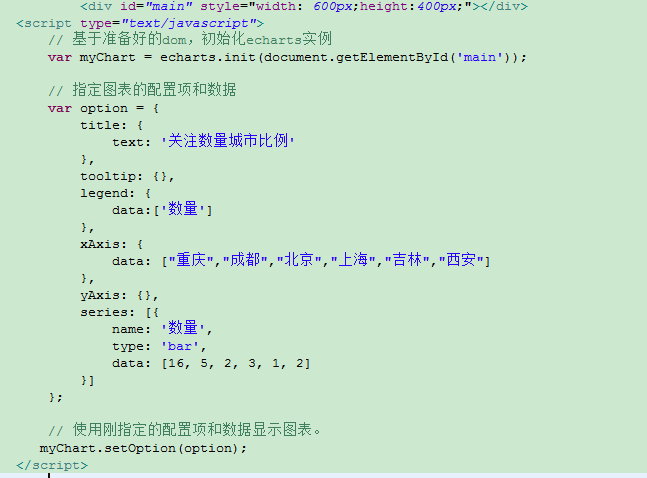 <div id="main" style="width: 600px;height:400px;"></div>
<script type="text/javascript">
// 基于准备好的dom，初始化echarts实例
var myChart = echarts.init(document.getElementById('main'));
// 指定图表的配置项和数据
var option = {
title: {
text: '关注数量城市比例'
},
tooltip: {},
legend: {
data:['数量']
},
xAxis: {
data: ["重庆","成都","北京","上海","吉林","西安"]
},
yAxis: {},
series: [{
name: '数量',
type: 'bar',
data: [16, 5, 2, 3, 1, 2]
}]
};
// 使用刚指定的配置项和数据显示图表。
myChart.setOption(option);
</script>